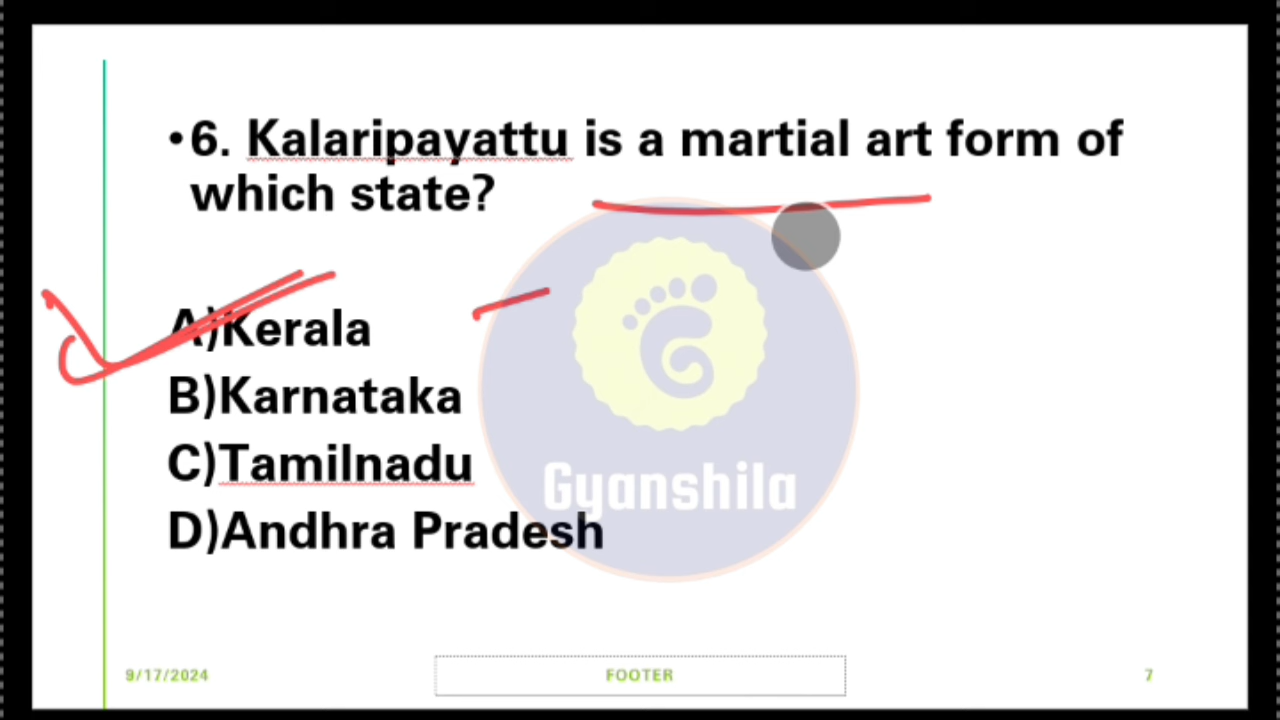 •6. Kalaripayattu is a martial art form of
which state?
A)Kerala
B)Karnataka
C)Tamilnadu
D)Andhra Pradesh
Gyanshila
9/17/2024 FOOTER 7